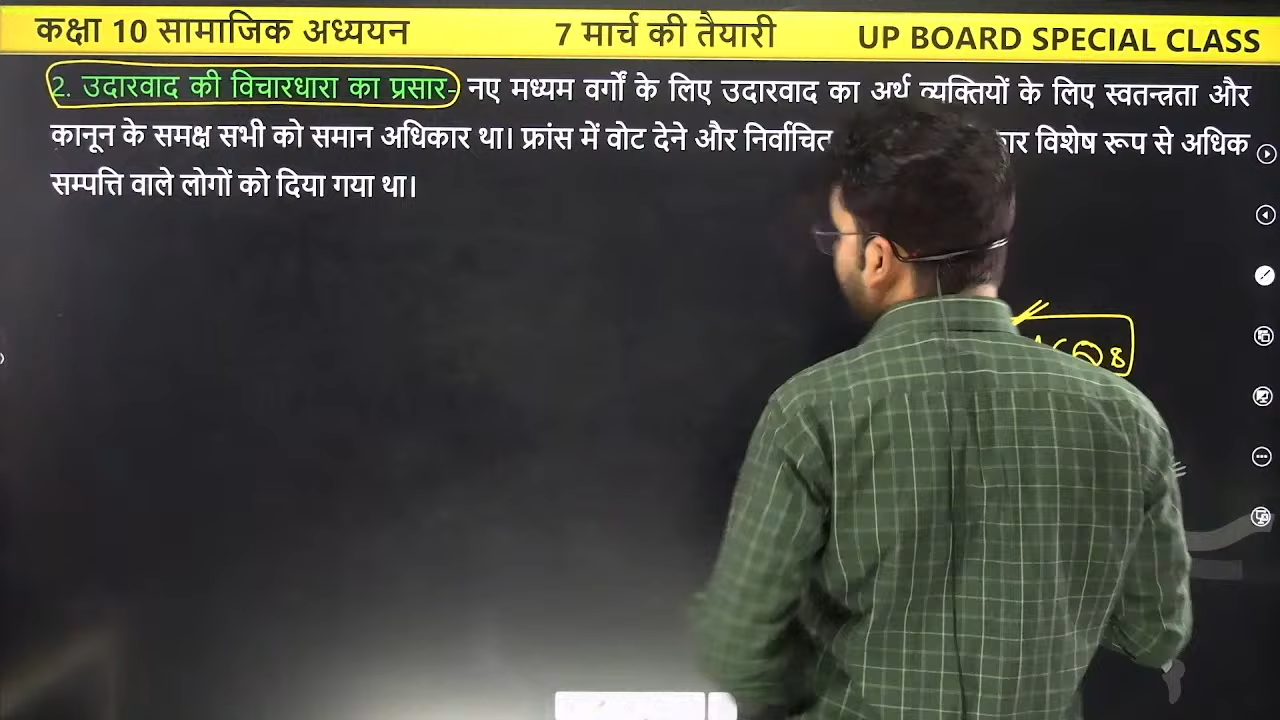 कक्षा 10 सामाजिक अध्ययन 7 मार्च की तैयारी UP BOARD SPECIAL CLASS
2. उदारवाद की विचारधारा का प्रसार- नए मध्यम वर्गों के लिए उदारवाद का अर्थ व्यक्तियों के लिए स्वतन्त्रता और
कानून के समक्ष सभी को समान अधिकार था। फ्रांस में वोट देने और निर्वाचित विशेष रूप से अधिक
सम्पत्ति वाले लोगों को दिया गया था।